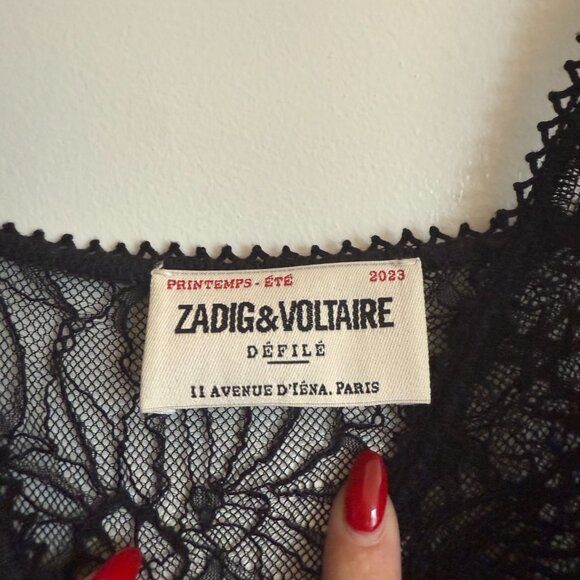 PRINTEMPS - ÉTÉ 2023
ZADIG&VOLTAIRE
DÉFILÉ
11 AVENUE D'IÉNA. PARIS